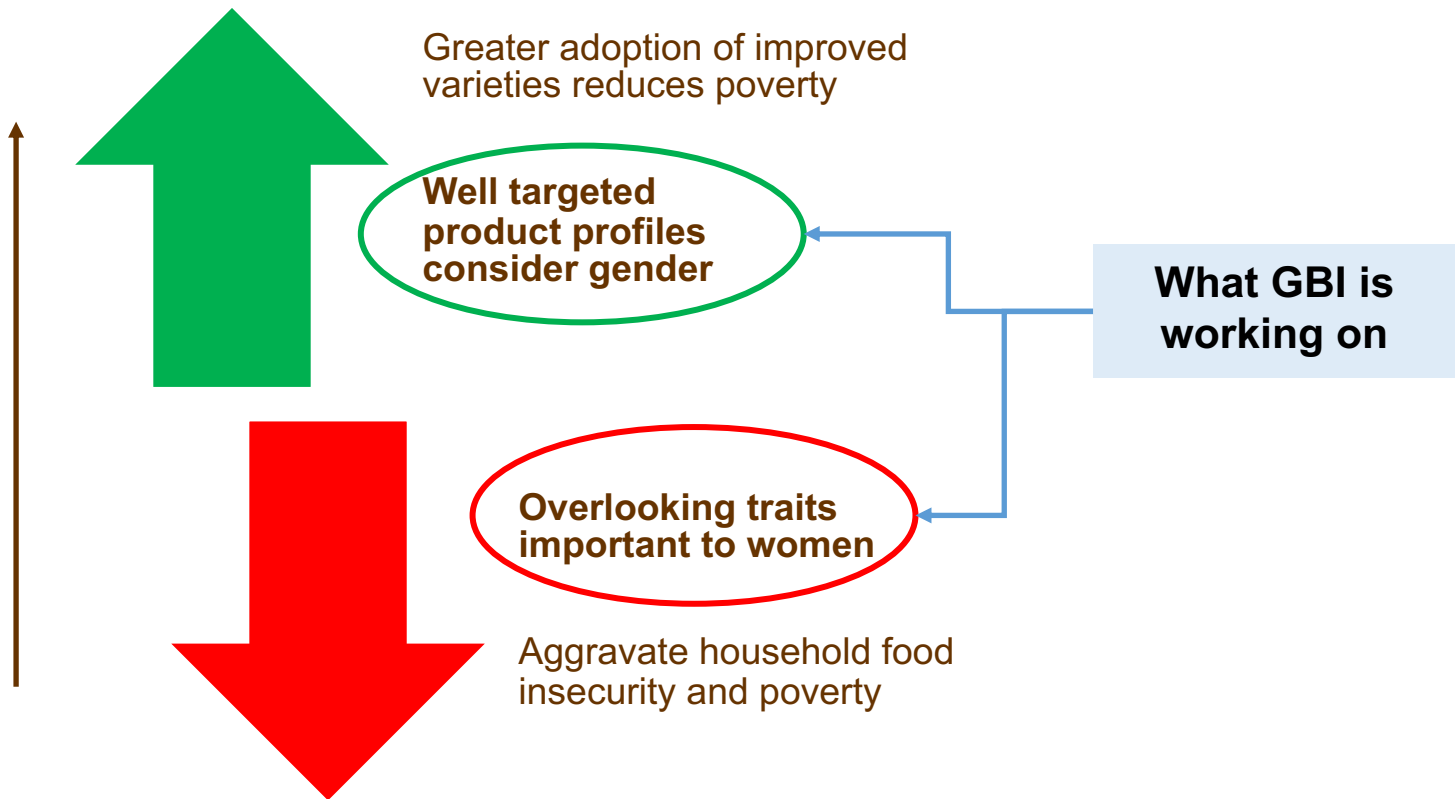 Greater adoption of improved
varieties reduces poverty
Well targeted
product profiles
consider gender
What GBI is
working on
Overlooking traits
important to women
Aggravate household food
insecurity and poverty